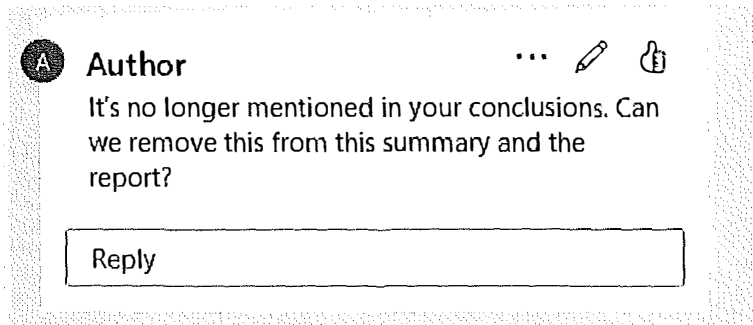 A
Author
...
It's no longer mentioned in your conclusions. Can
we remove this from this summary and the
report?
Reply